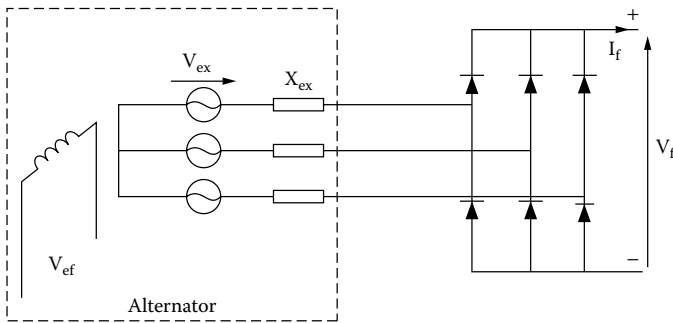 V_ex
X_ex
+
I_f
V_f
V_ef
−
Alternator